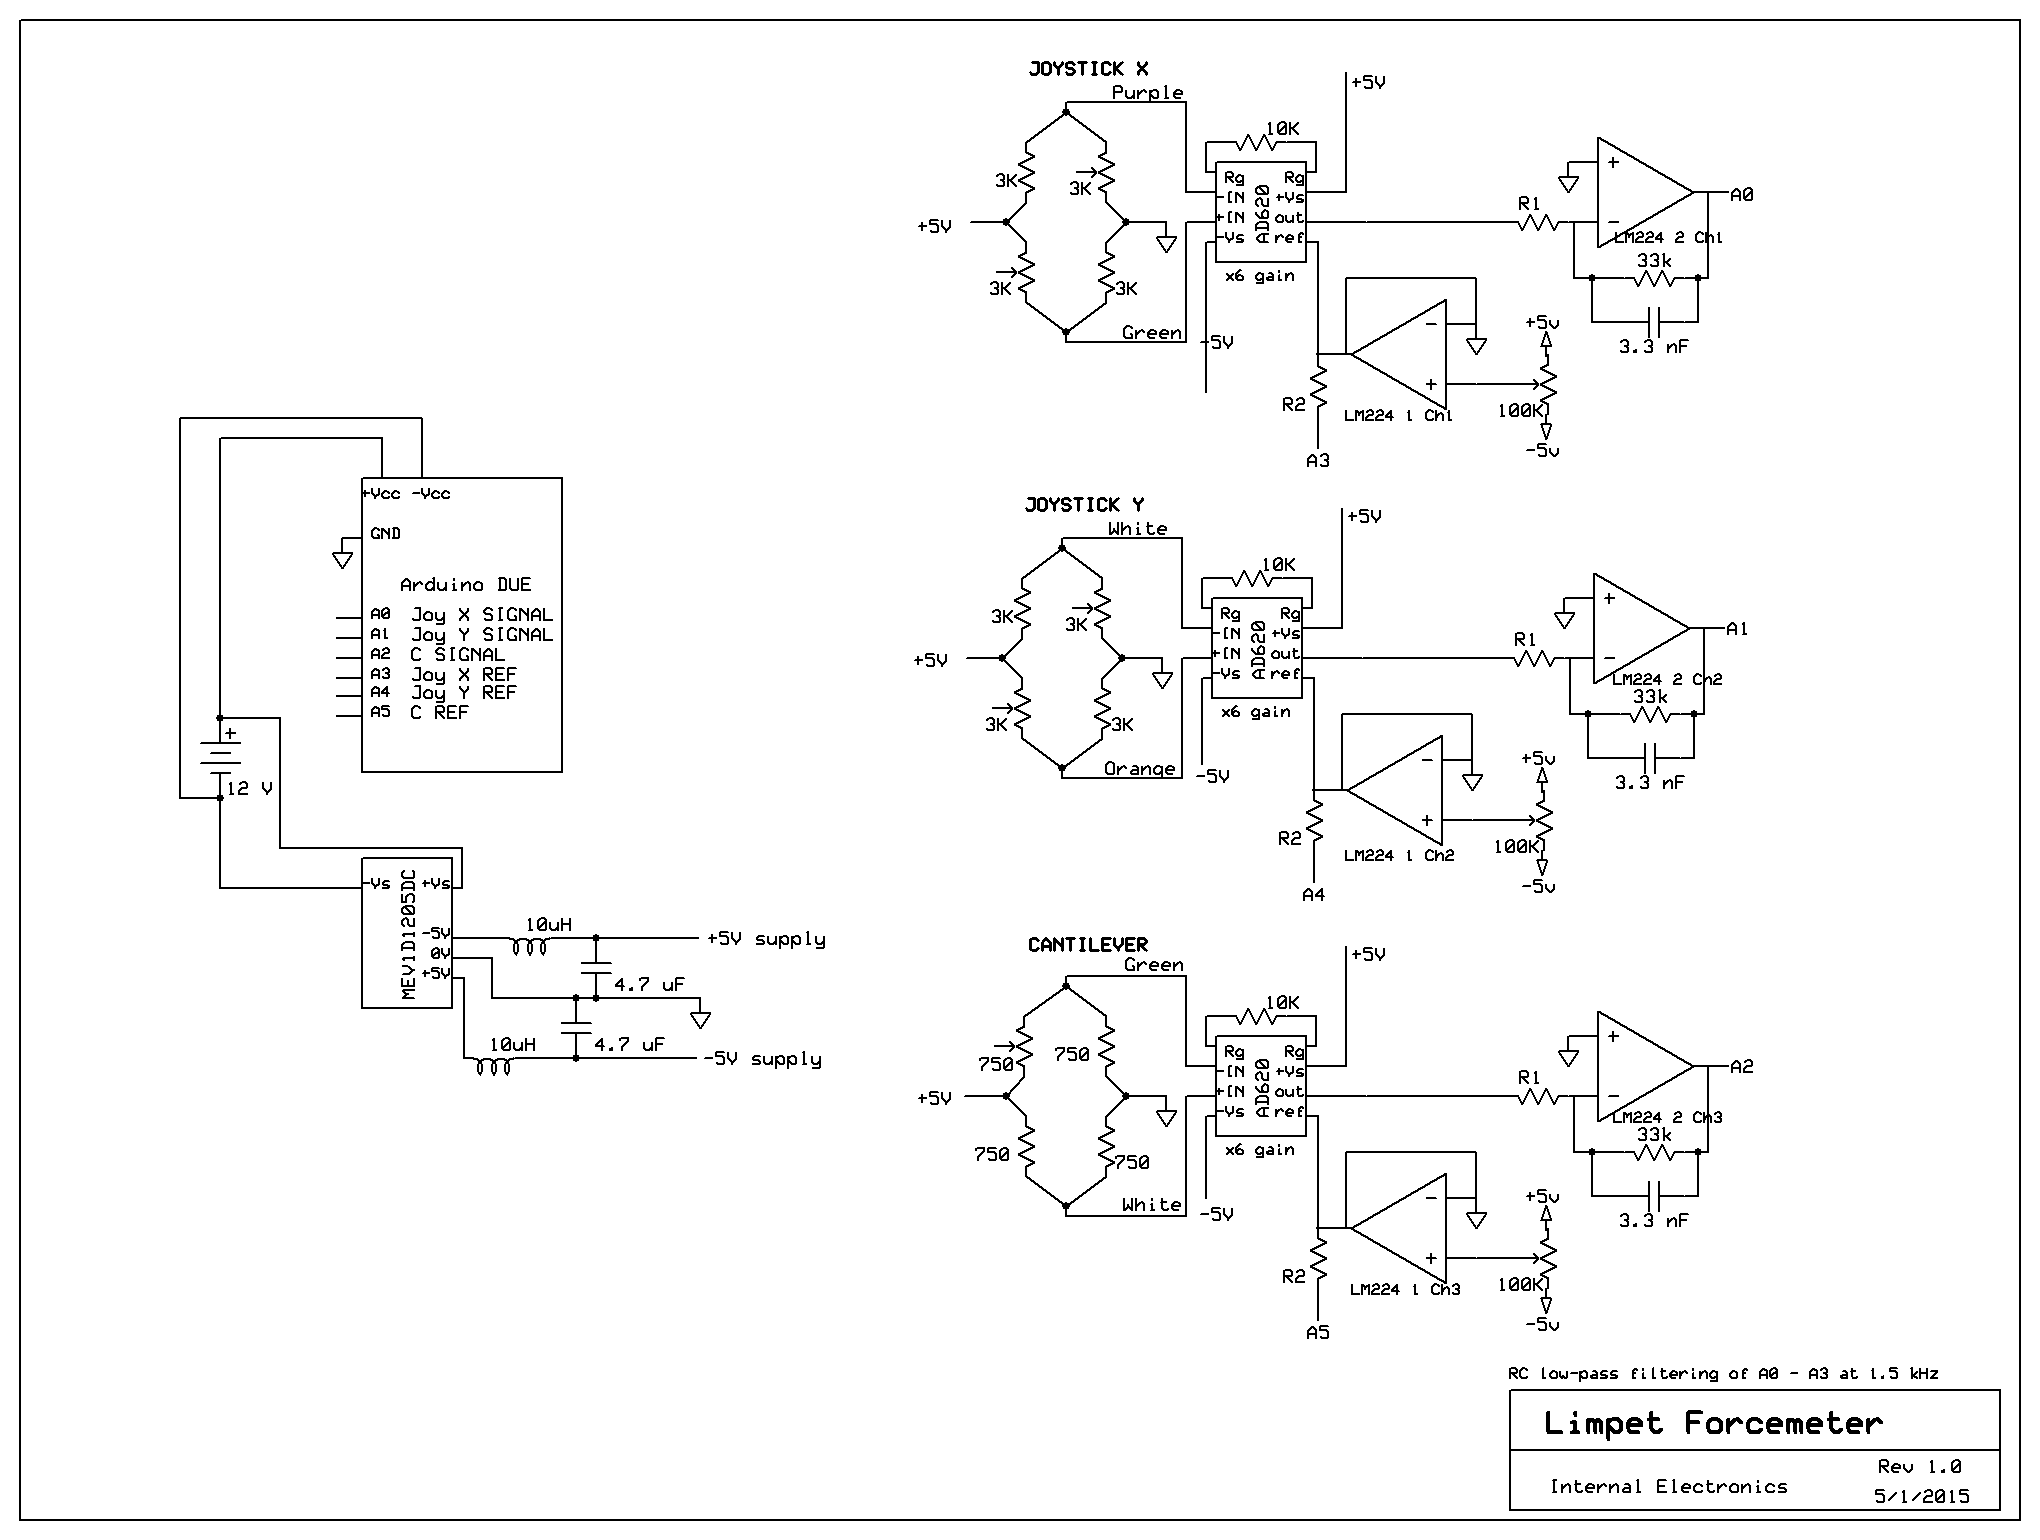 JOYSTICK X
Purple
+5V
10K
3K
3K
+5V
3K
3K
Green
Rg Rg
-IN +Vs
+IN out
-Vs ref
AD620
x6 gain
-5V
R1
+
-
A0
LM224 2 Ch1
33k
3.3 nF
-
+
LM224 1 Ch1
R2
A3
+5v
100K
-5v
JOYSTICK Y
White
+5V
10K
3K
3K
+5V
3K
3K
Orange
Rg Rg
-IN +Vs
+IN out
-Vs ref
AD620
x6 gain
-5V
R1
+
-
A1
LM224 2 Ch2
33k
3.3 nF
-
+
LM224 1 Ch2
R2
A4
+5v
100K
-5v
CANTILEVER
Green
+5V
10K
750
750
+5V
750
750
White
Rg Rg
-IN +Vs
+IN out
-Vs ref
AD620
x6 gain
-5V
R1
+
-
A2
LM224 2 Ch3
33k
3.3 nF
-
+
LM224 1 Ch3
R2
A5
+5v
100K
-5v
+Vcc -Vcc
GND
Arduino DUE
A0 Joy X SIGNAL
A1 Joy Y SIGNAL
A2 C SIGNAL
A3 Joy X REF
A4 Joy Y REF
A5 C REF
+
12 V
-Vs +Vs
MEV1D1205DC
-5V
0V
+5V
10uH
+5V supply
4.7 uF
10uH
4.7 uF
-5V supply
RC low-pass filtering of A0 - A3 at 1.5 kHz
Limpet Forcemeter
Internal Electronics
Rev 1.0
5/1/2015